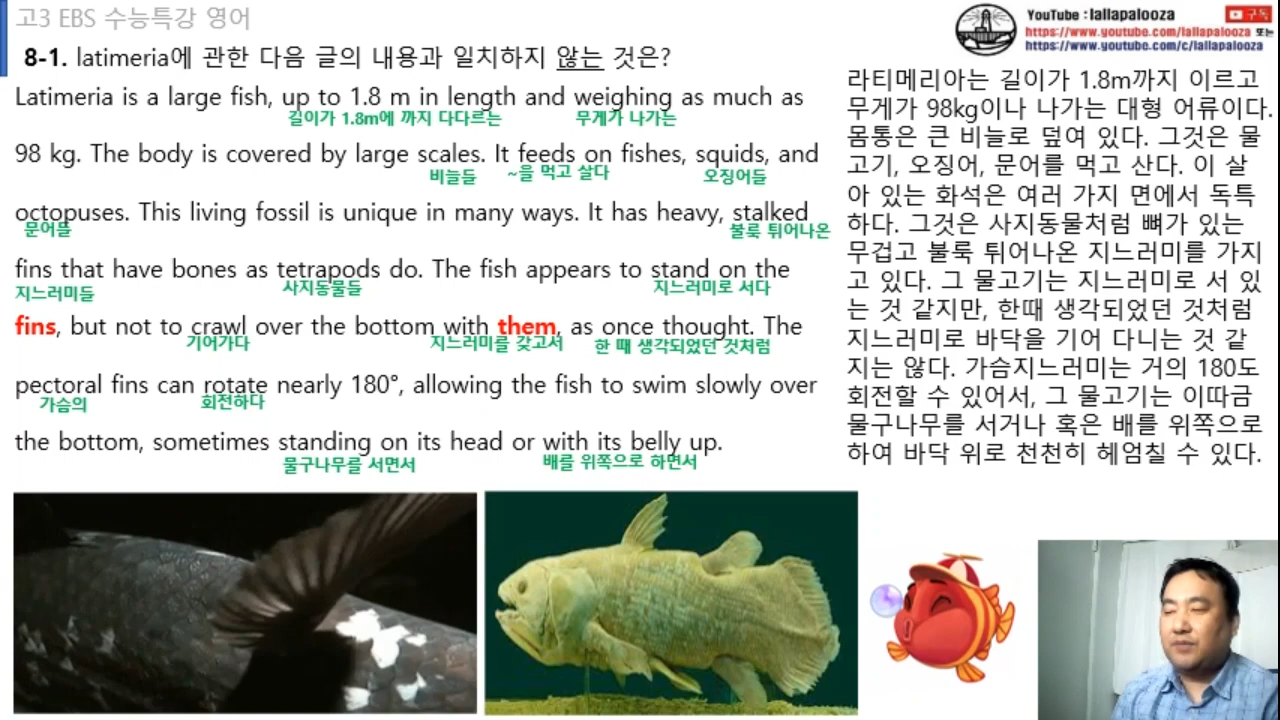 고3 EBS 수능특강 영어
8-1. latimeria에 관한 다음 글의 내용과 일치하지 않는 것은?
Latimeria is a large fish, up to 1.8 m in length and weighing as much as
길이가 1.8m에 까지 다다르는 무게가 나가는
98 kg. The body is covered by large scales. It feeds on fishes, squids, and
비늘들 ~을 먹고 살다 오징어들
octopuses. This living fossil is unique in many ways. It has heavy, stalked
문어들 불룩 튀어나온
fins that have bones as tetrapods do. The fish appears to stand on the
지느러미들 사지동물들 지느러미로 서다
fins, but not to crawl over the bottom with them, as once thought. The
기어가다 지느러미를 갖고서 한 때 생각되었던 것처럼
pectoral fins can rotate nearly 180°, allowing the fish to swim slowly over
가슴의 회전하다
the bottom, sometimes standing on its head or with its belly up.
물구나무를 서면서 배를 위쪽으로 하면서
YouTube : lallapalooza 구독
https://www.youtube.com/lallapalooza 또는
https://www.youtube.com/c/lallapalooza
라티메리아는 길이가 1.8m까지 이르고
무게가 98kg이나 나가는 대형 어류이다.
몸통은 큰 비늘로 덮여 있다. 그것은 물
고기, 오징어, 문어를 먹고 산다. 이 살
아 있는 화석은 여러 가지 면에서 독특
하다. 그것은 사지동물처럼 뼈가 있는
무겁고 불룩 튀어나온 지느러미를 가지
고 있다. 그 물고기는 지느러미로 서 있
는 것 같지만, 한때 생각되었던 것처럼
지느러미로 바닥을 기어 다니는 것 같
지는 않다. 가슴지느러미는 거의 180도
회전할 수 있어서, 그 물고기는 이따금
물구나무를 서거나 혹은 배를 위쪽으로
하여 바닥 위로 천천히 헤엄칠 수 있다.